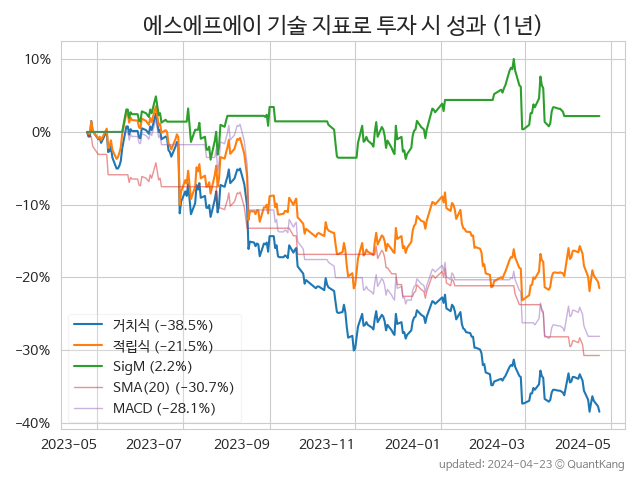 에스에프에이 기술 지표로 투자 시 성과 (1년)
10%
0%
−10%
−20%
−30%
−40%
거치식 (−38.5%)
적립식 (−21.5%)
SigM (2.2%)
SMA(20) (−30.7%)
MACD (−28.1%)
2023−05 2023−07 2023−09 2023−11 2024−01 2024−03 2024−05
updated: 2024−04−23 © QuantKang